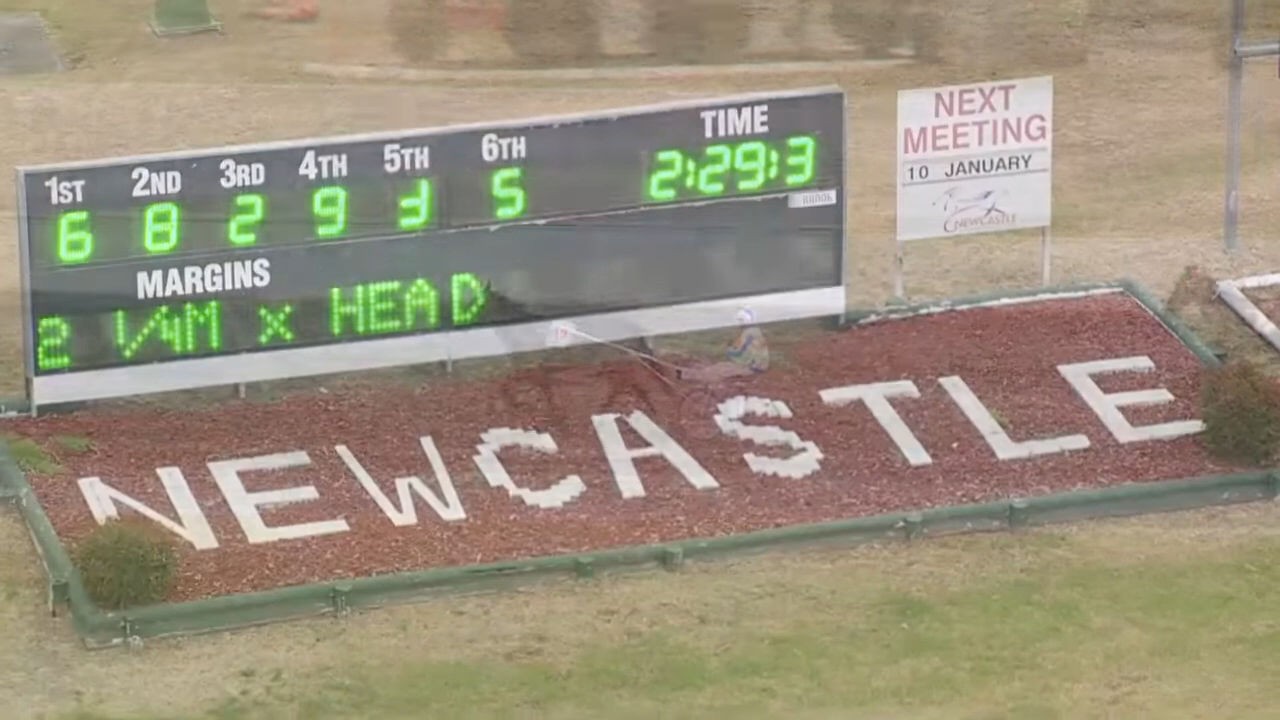 1ST 2ND 3RD 4TH 5TH 6TH TIME
6 8 2 9 5 2:29:3
MARGINS
2 1/4M x HEAD
NEXT
MEETING
10 JANUARY
NEWCASTLE
NEWCASTLE